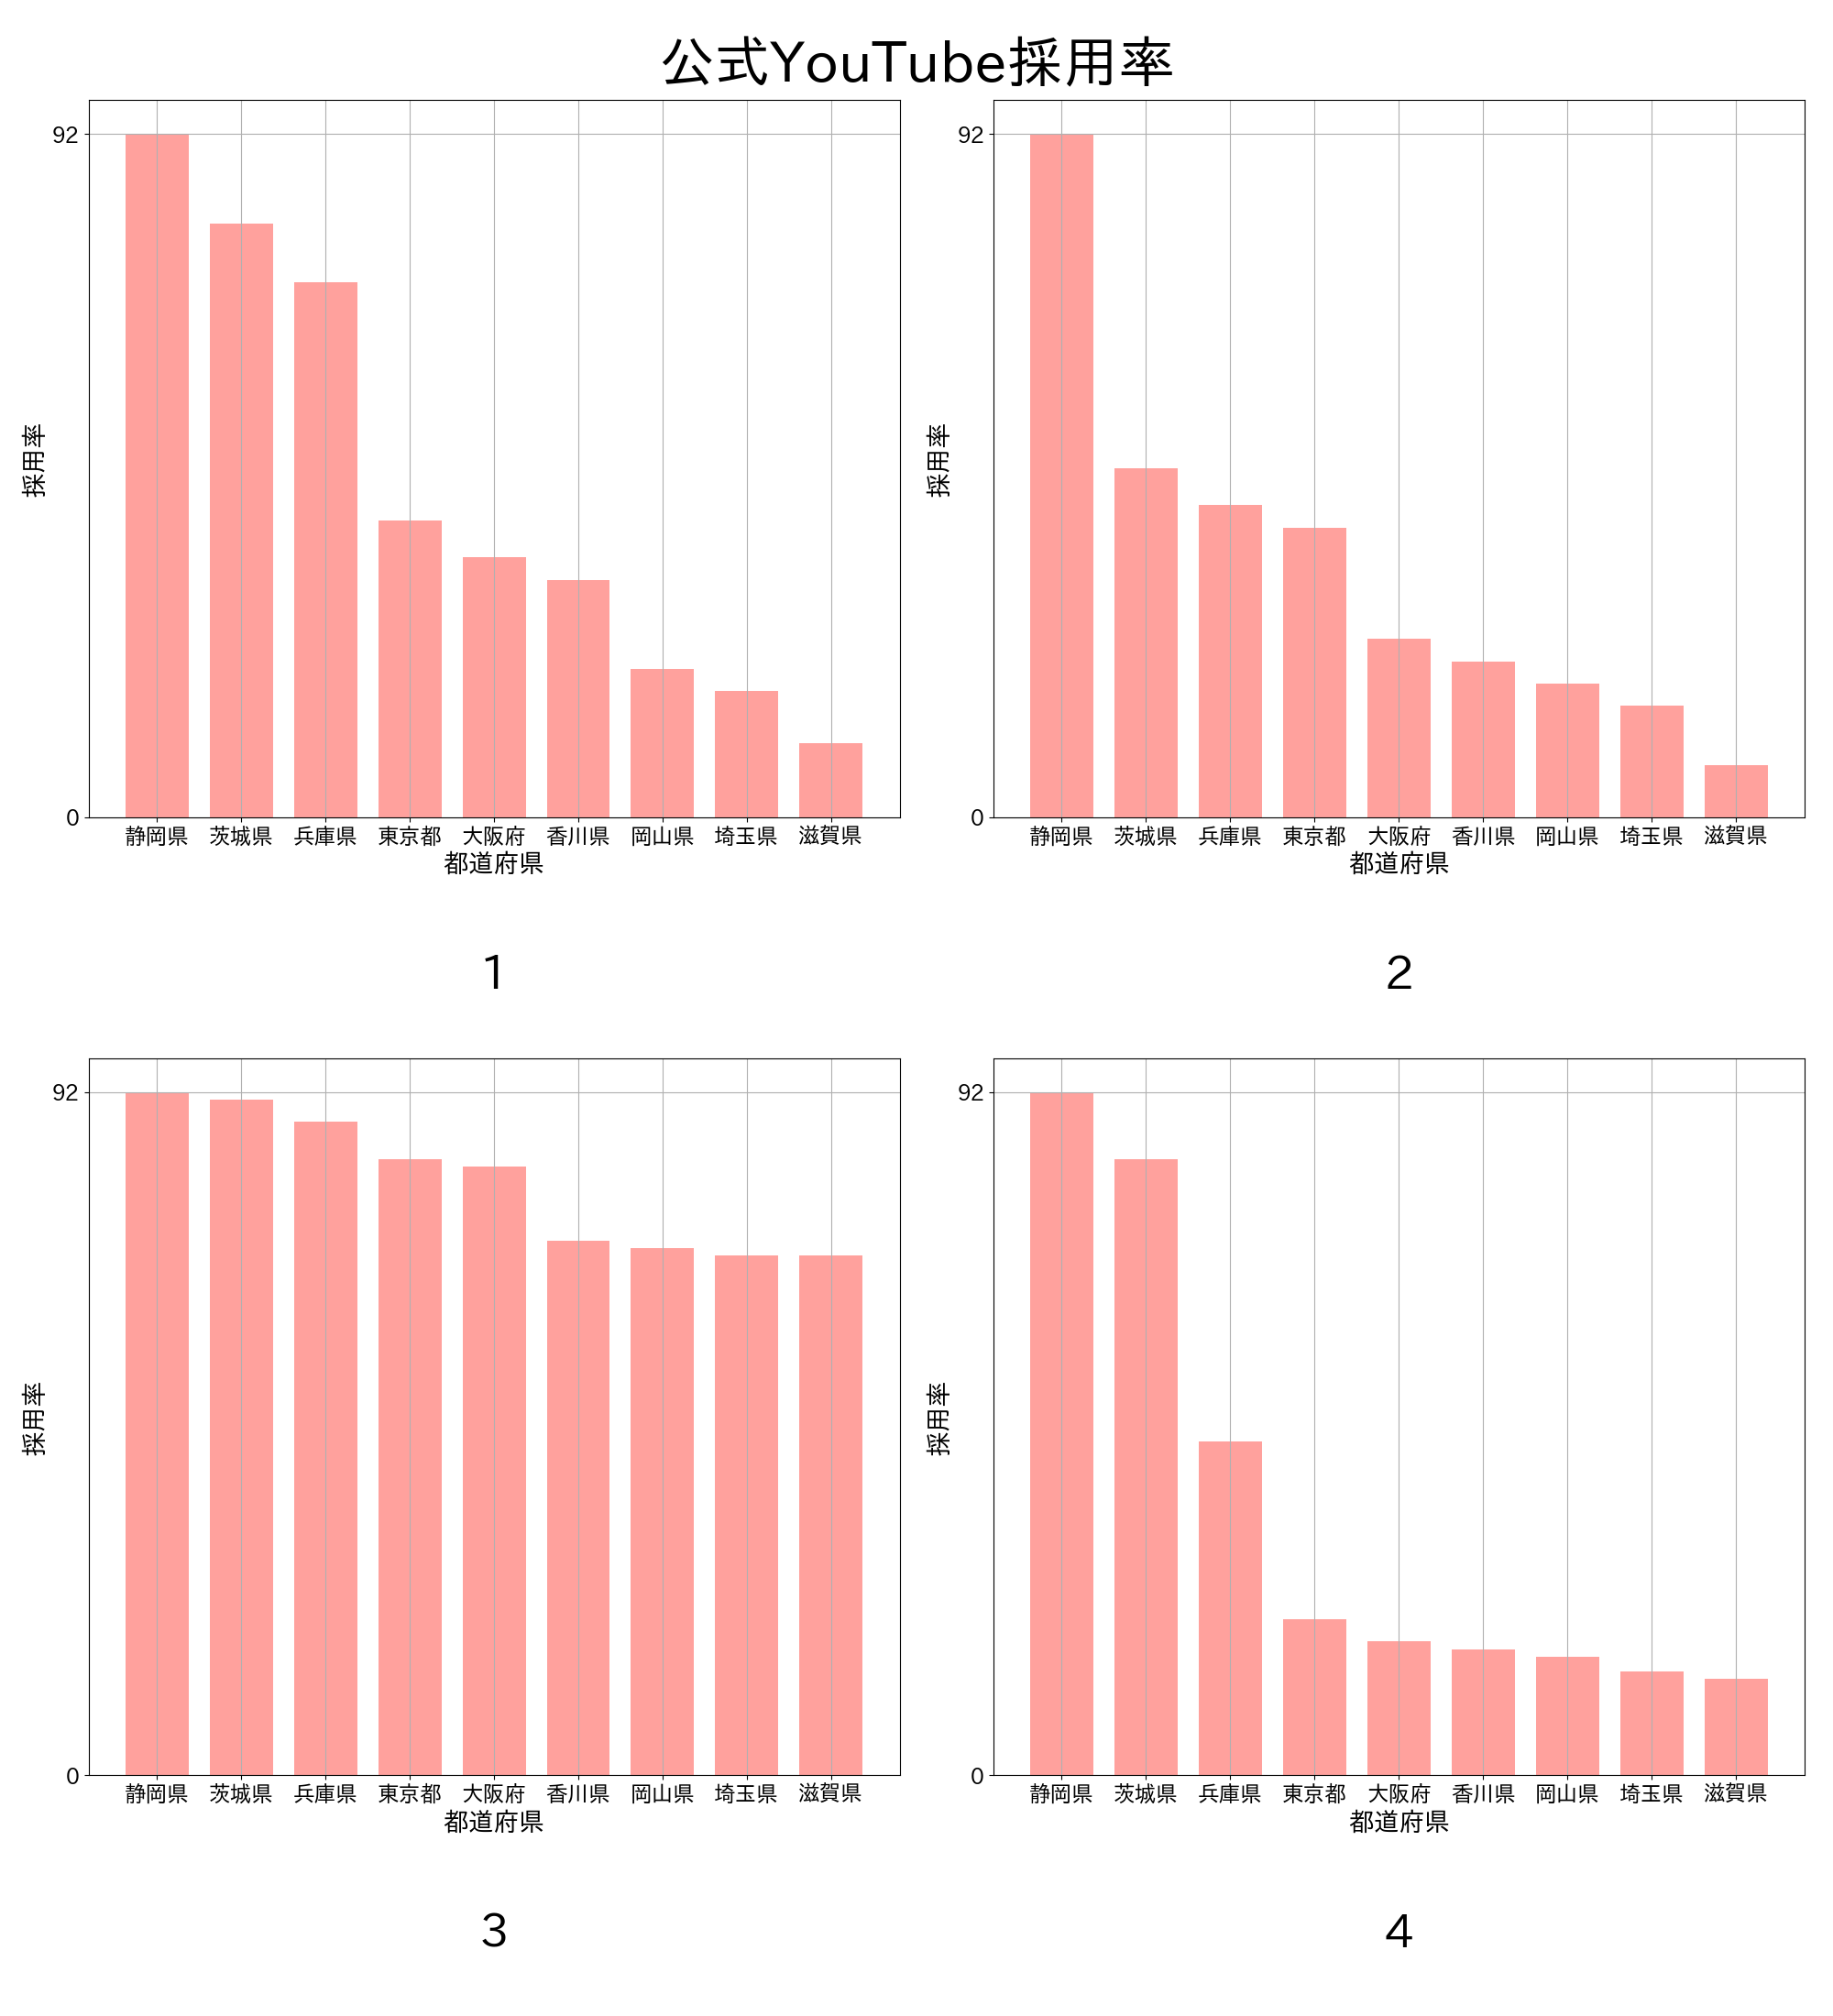 公式YouTube採用率
92
採用率
0
静岡県 茨城県 兵庫県 東京都 大阪府 香川県 岡山県 埼玉県 滋賀県
都道府県
1
92
採用率
0
静岡県 茨城県 兵庫県 東京都 大阪府 香川県 岡山県 埼玉県 滋賀県
都道府県
2
92
採用率
0
静岡県 茨城県 兵庫県 東京都 大阪府 香川県 岡山県 埼玉県 滋賀県
都道府県
3
92
採用率
0
静岡県 茨城県 兵庫県 東京都 大阪府 香川県 岡山県 埼玉県 滋賀県
都道府県
4